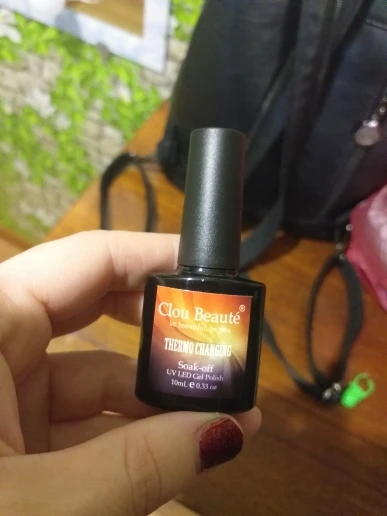 Clou Beauté®
THERMO CHANGING
Soak-off
UV LED Gel Polish
10mL e 0.33 oz